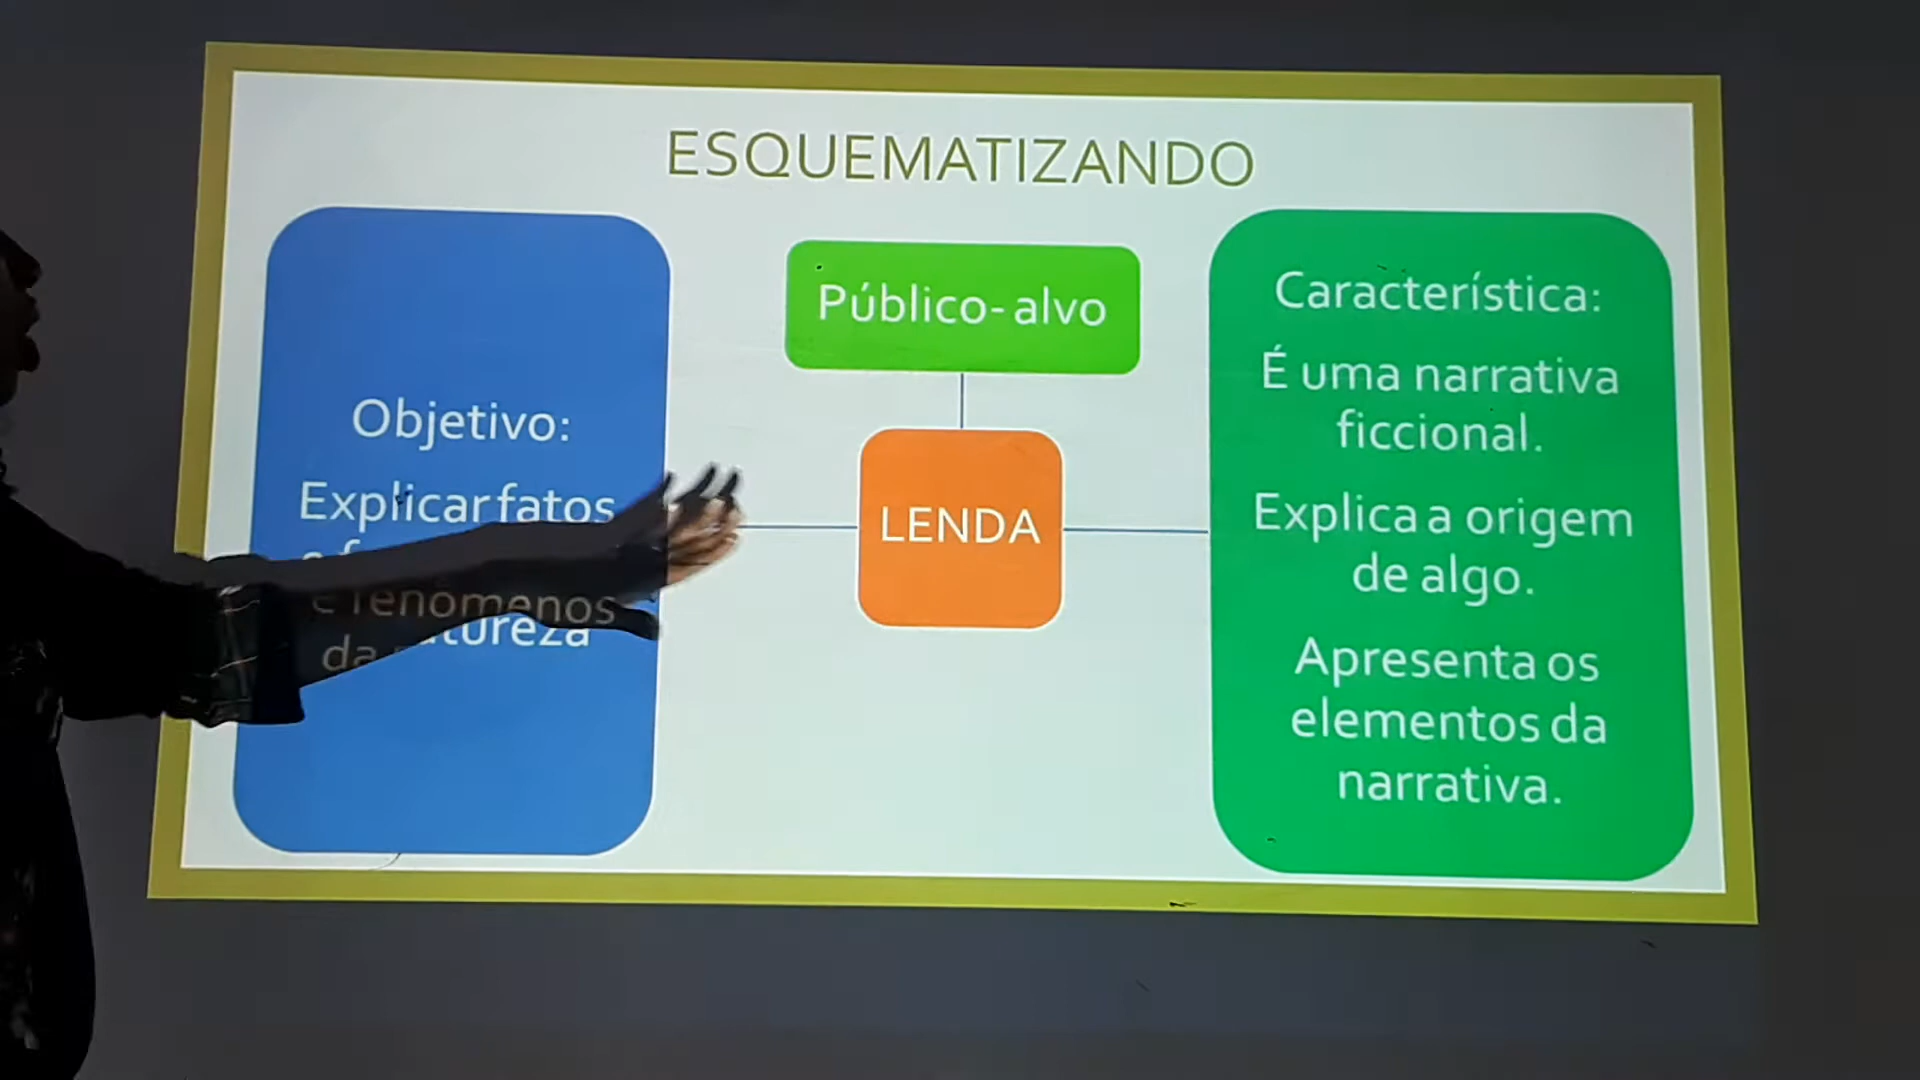 ESQUEMATIZANDO
Objetivo:
Explicar fatos
e fenômenos
da natureza
Público- alvo
LENDA
Característica:
É uma narrativa
ficcional.
Explica a origem
de algo.
Apresenta os
elementos da
narrativa.